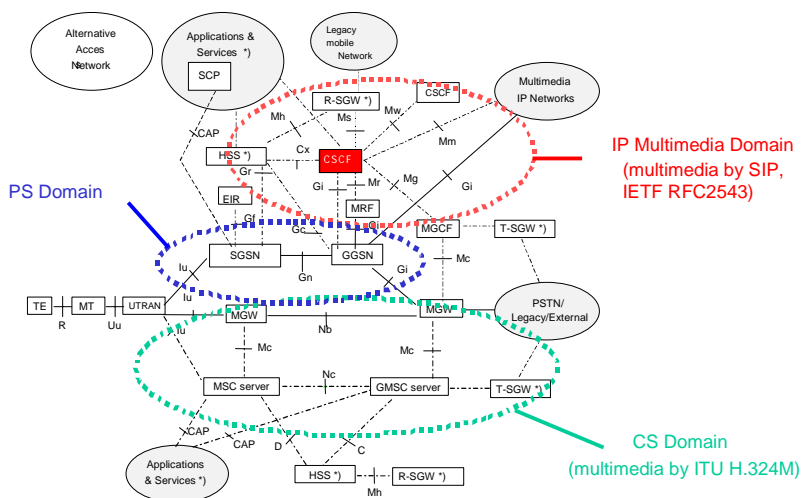 Alternative
Acces
s
Network
Applications &
Services *)
SCP
Legacy
mobile
Network
Multimedia
IP Networks
R-SGW *)
CSCF
Mh
Ms
Mw
CAP
Mm
HSS *)
Cx
CSCF
IP Multimedia Domain
(multimedia by SIP,
IETF RFC2543)
Gr
Gi
Mr
Mg
Gi
PS Domain
EIR
MRF
Gf
Gc
MGCF
T-SGW *)
SGSN
GGSN
Gn
Gi
Mc
Iu
Iu
TE
MT
UTRAN
R
Uu
Iu
MGW
Nb
MGW
PSTN/
Legacy/External
Mc
Mc
Nc
MSC server
GMSC server
T-SGW *)
CAP
CAP
D
C
CS Domain
(multimedia by ITU H.324M)
Applications
& Services *)
HSS *)
R-SGW *)
Mh